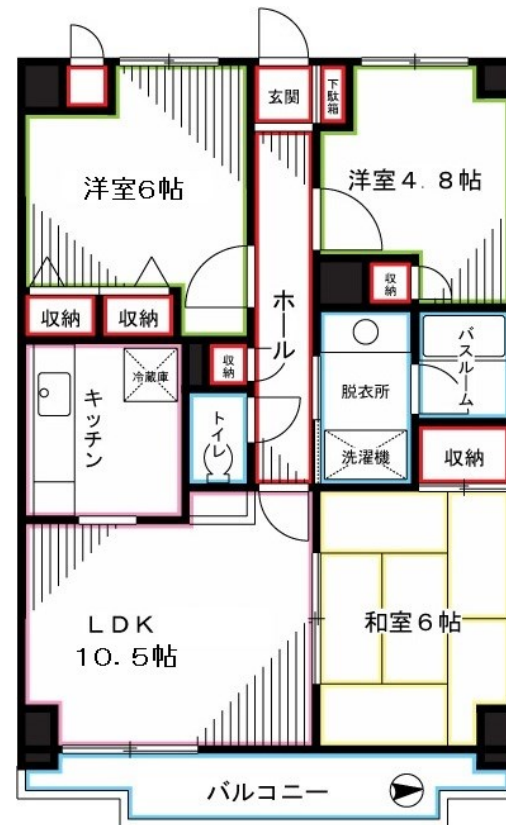 玄関
下駄箱
洋室6帖
洋室4.8帖
収納
収納
収納
ホール
収納
冷蔵庫
キッチン
トイレ
脱衣所
バスルーム
洗濯機
収納
LDK
10.5帖
和室6帖
バルコニー